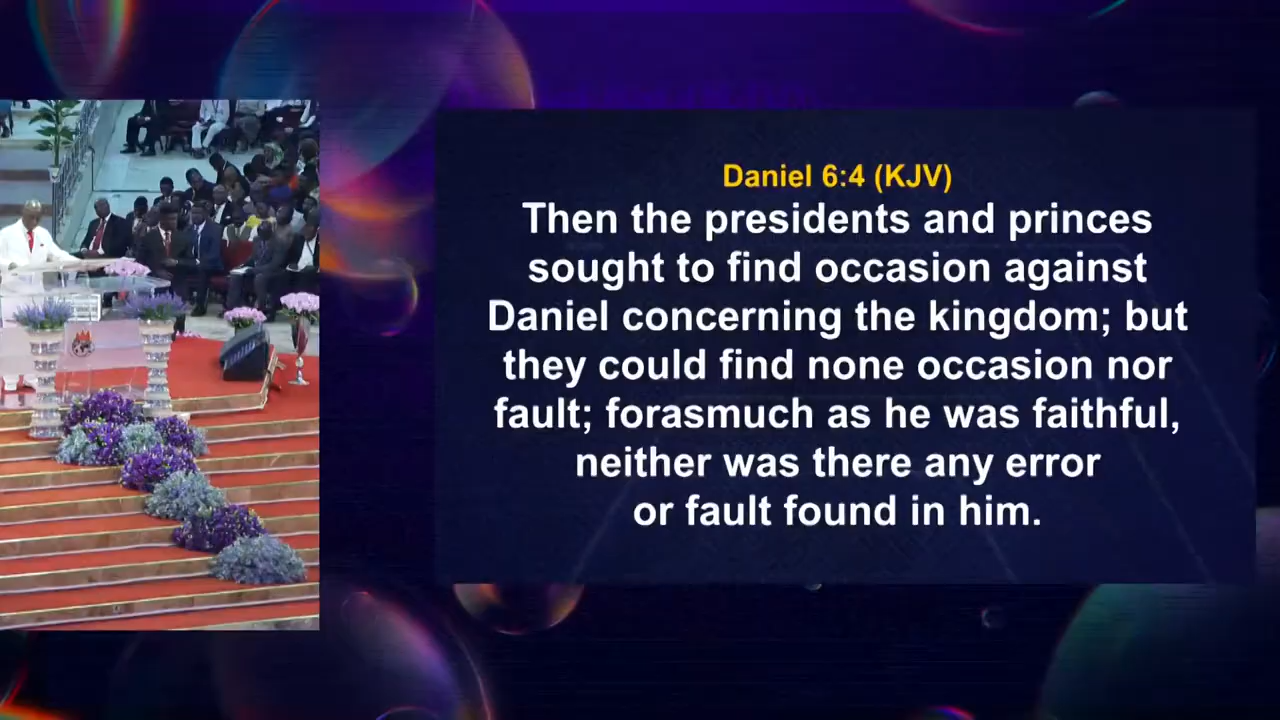 Daniel 6:4 (KJV)
Then the presidents and princes
sought to find occasion against
Daniel concerning the kingdom; but
they could find none occasion nor
fault; forasmuch as he was faithful,
neither was there any error
or fault found in him.